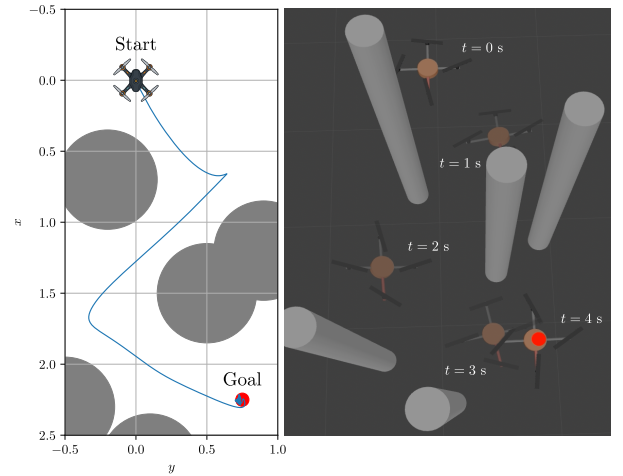 −0.5
Start
0.0
0.5
1.0
x
1.5
2.0
Goal
2.5
−0.5
0.0
0.5
1.0
y
t = 0 s
t = 1 s
t = 2 s
t = 4 s
t = 3 s